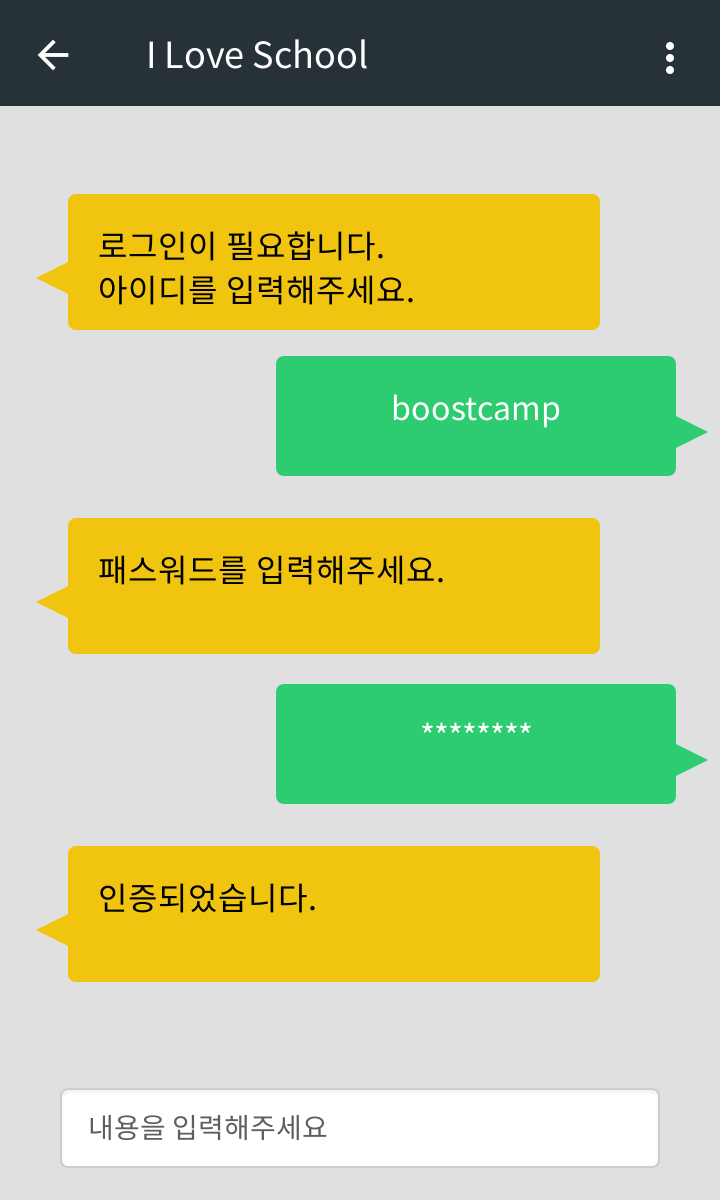 I Love School
로그인이 필요합니다.
아이디를 입력해주세요.
boostcamp
패스워드를 입력해주세요.
********
인증되었습니다.
내용을 입력해주세요